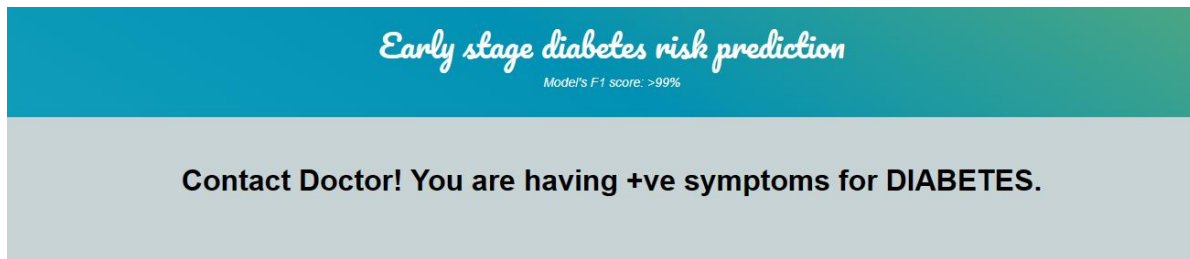 Early stage diabetes risk prediction
Model's F1 score: >99%
Contact Doctor! You are having +ve symptoms for DIABETES.